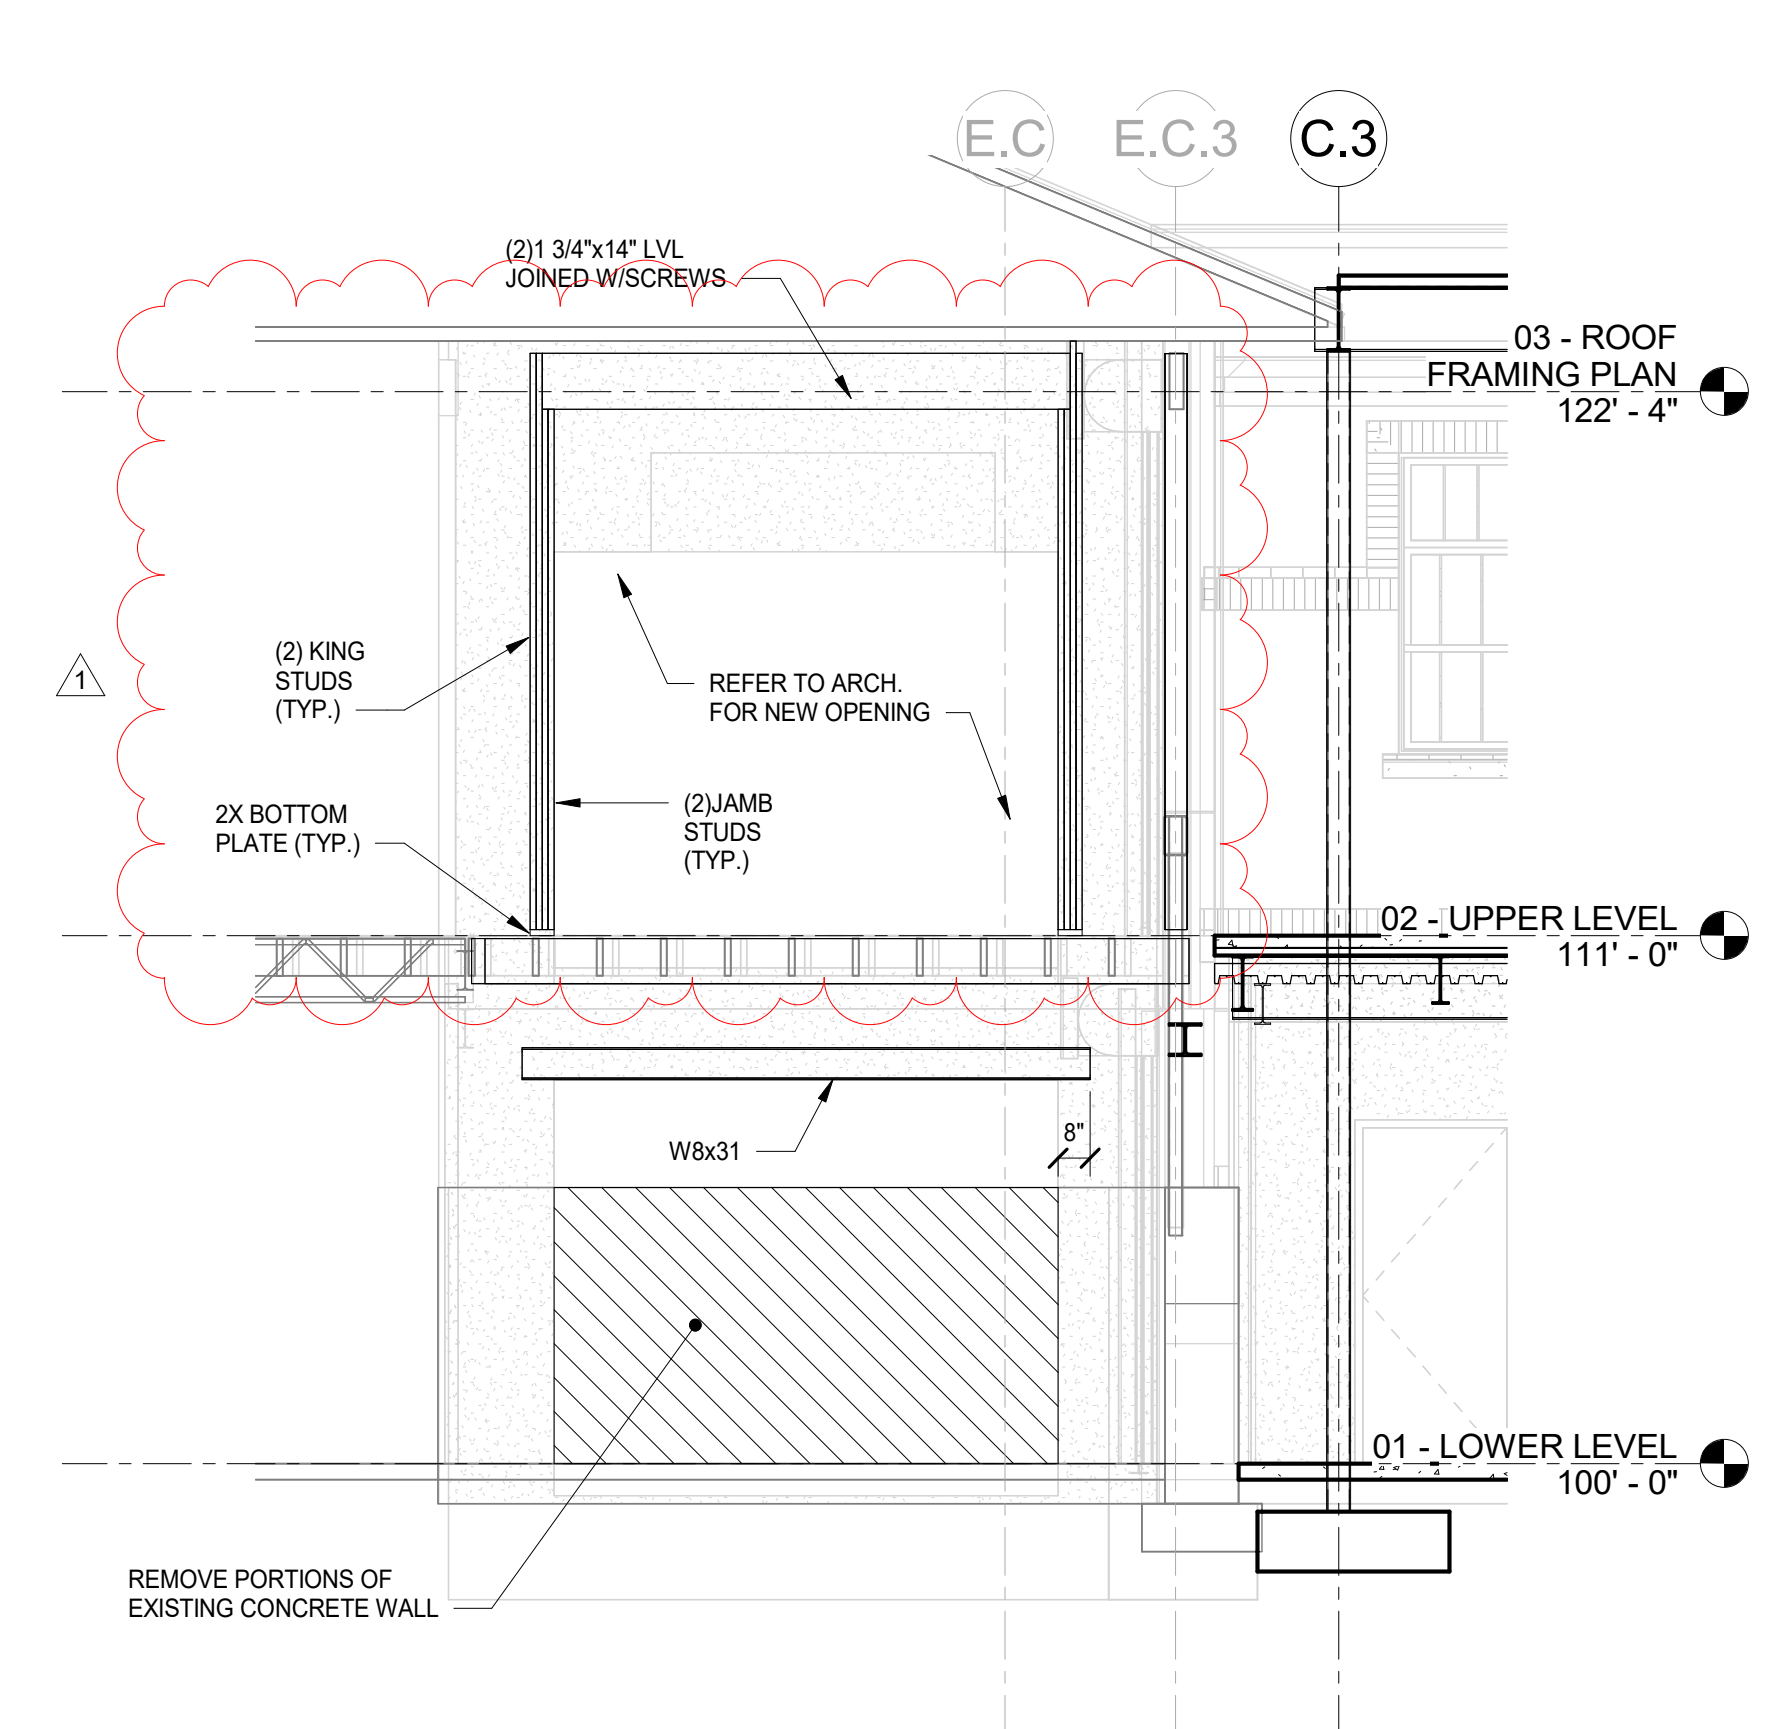 E.C
E.C.3
C.3
(2)1 3/4"x14" LVL
JOINED W/SCREWS
03 - ROOF
FRAMING PLAN
122' - 4"
(2) KING
STUDS
(TYP.)
1
REFER TO ARCH.
FOR NEW OPENING
2X BOTTOM
PLATE (TYP.)
(2)JAMB
STUDS
(TYP.)
02 - UPPER LEVEL
111' - 0"
W8x31
8"
01 - LOWER LEVEL
100' - 0"
REMOVE PORTIONS OF
EXISTING CONCRETE WALL